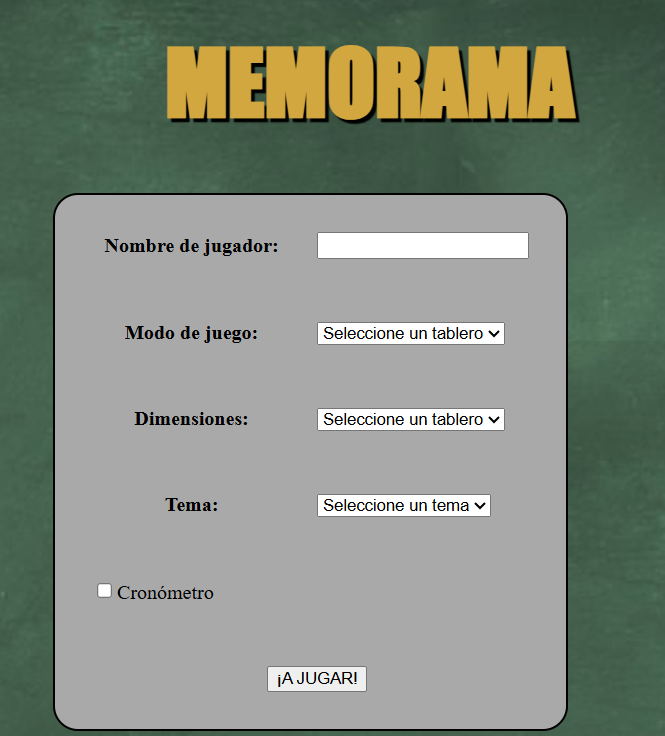 MEMORAMA
Nombre de jugador:
Modo de juego: Seleccione un tablero
Dimensiones: Seleccione un tablero
Tema: Seleccione un tema
Cronómetro
¡A JUGAR!